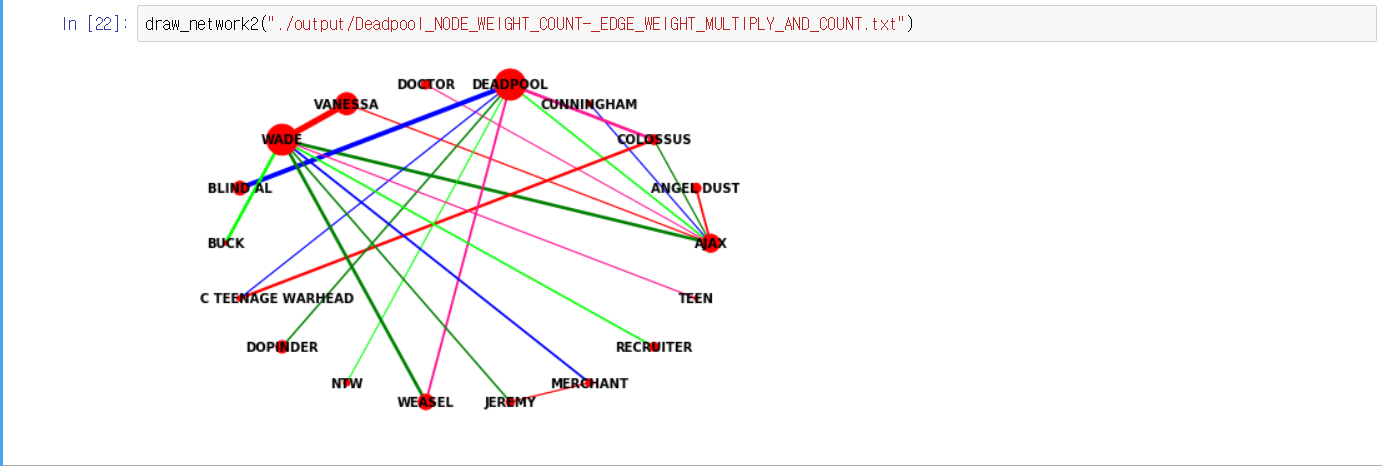 In [22]: draw_network2("./output/Deadpool_NODE_WEIGHT_COUNT-_EDGE_WEIGHT_MULTIPLY_AND_COUNT.txt")
DOCTOR DEADPOOL
VANESSA CUNNINGHAM
WADE COLOSSUS
BLIND AL ANGEL DUST
BUCK AJAX
C TEENAGE WARHEAD TEEN
DOPINDER RECRUITER
NTW MERCHANT
WEASEL JEREMY